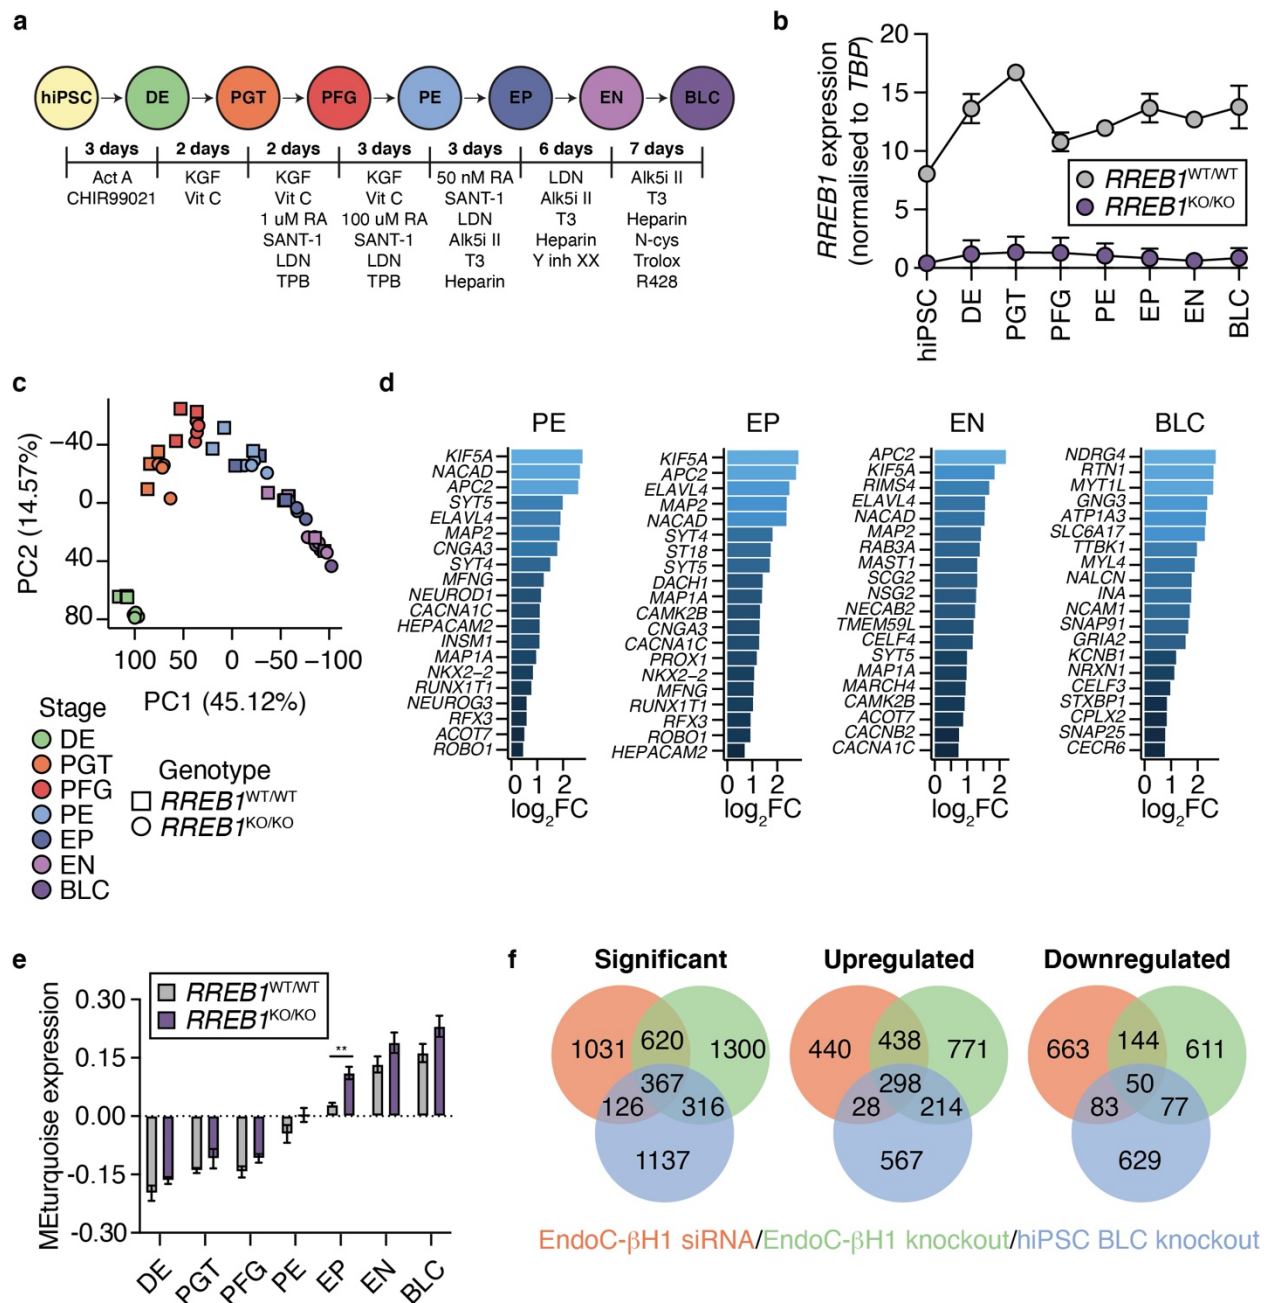 a
hiPSC DE PGT PFG PE EP EN BLC
3 days 2 days 2 days 3 days 3 days 6 days 7 days
Act A KGF KGF KGF 50 nM RA LDN Alk5i II
CHIR99021 Vit C Vit C Vit C SANT-1 Alk5i II T3
1 uM RA 100 uM RA LDN T3 Heparin
SANT-1 SANT-1 Alk5i II Heparin N-cys
LDN LDN T3 Y inh XX Trolox
TPB TPB Heparin R428
b
RREB1 expression
(normalised to TBP)
20
15
10
5
0
RREB1WT/WT
RREB1KO/KO
hiPSC DE PGT PFG PE EP EN BLC
c
PC2 (14.57%)
−40
0
40
80
100 50 0 −50 −100
PC1 (45.12%)
Stage
DE
PGT
PFG
PE
EP
EN
BLC
Genotype
RREB1WT/WT
RREB1KO/KO
d
PE
KIF5A
NACAD
APC2
SYT5
ELAVL4
MAP2
CNGA3
SYT4
MFNG
NEUROD1
CACNA1C
HEPACAM2
INSM1
MAP1A
NKX2−2
RUNX1T1
NEUROG3
RFX3
ACOT7
ROBO1
0 1 2
log2FC
EP
KIF5A
APC2
ELAVL4
MAP2
NACAD
SYT4
ST18
SYT5
DACH1
MAP1A
CAMK2B
CNGA3
CACNA1C
PROX1
NKX2−2
MFNG
RUNX1T1
RFX3
ROBO1
HEPACAM2
0 1 2
log2FC
EN
APC2
KIF5A
RIMS4
ELAVL4
NACAD
MAP2
RAB3A
MAST1
SCG2
NSG2
NECAB2
TMEM59L
CELF4
SYT5
MAP1A
MARCH4
CAMK2B
ACOT7
CACNB2
CACNA1C
0 1 2
log2FC
BLC
NDRG4
RTN1
MYT1L
GNG3
ATP1A3
SLC6A17
TTBK1
MYL4
NALCN
INA
NCAM1
SNAP91
GRIA2
KCNB1
NRXN1
CELF3
STXBP1
CPLX2
SNAP25
CECR6
0 1 2
log2FC
e
MEturquoise expression
0.30
0.15
0.00
-0.15
-0.30
RREB1WT/WT
RREB1KO/KO
**
DE PGT PFG PE EP EN BLC
f
Significant Upregulated Downregulated
1031 620 1300
367
126 316
1137
440 438 771
298
28 214
567
663 144 611
50
83 77
629
EndoC-βH1 siRNA/EndoC-βH1 knockout/hiPSC BLC knockout